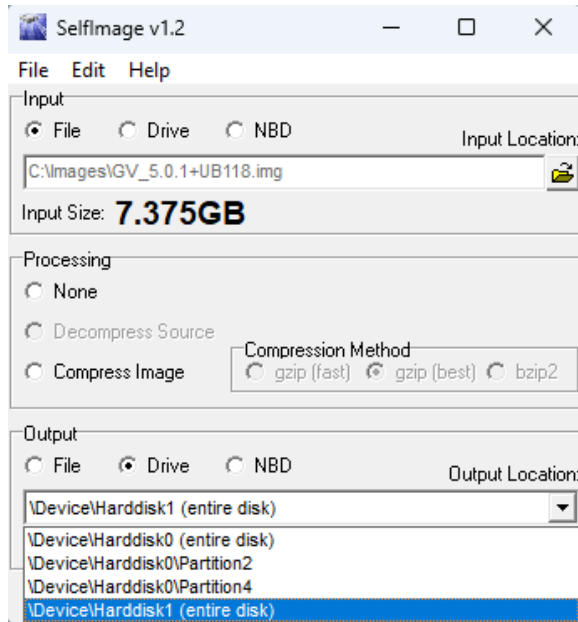 SelfImage v1.2
File Edit Help
Input
File Drive NBD
Input Location:
C:\Images\GV_5.0.1+UB118.img
Input Size: 7.375GB
Processing
None
Decompress Source
Compression Method
Compress Image gzip (fast) gzip (best) bzip2
Output
File Drive NBD
Output Location:
\Device\Harddisk1 (entire disk)
\Device\Harddisk0 (entire disk)
\Device\Harddisk0\Partition2
\Device\Harddisk0\Partition4
\Device\Harddisk1 (entire disk)